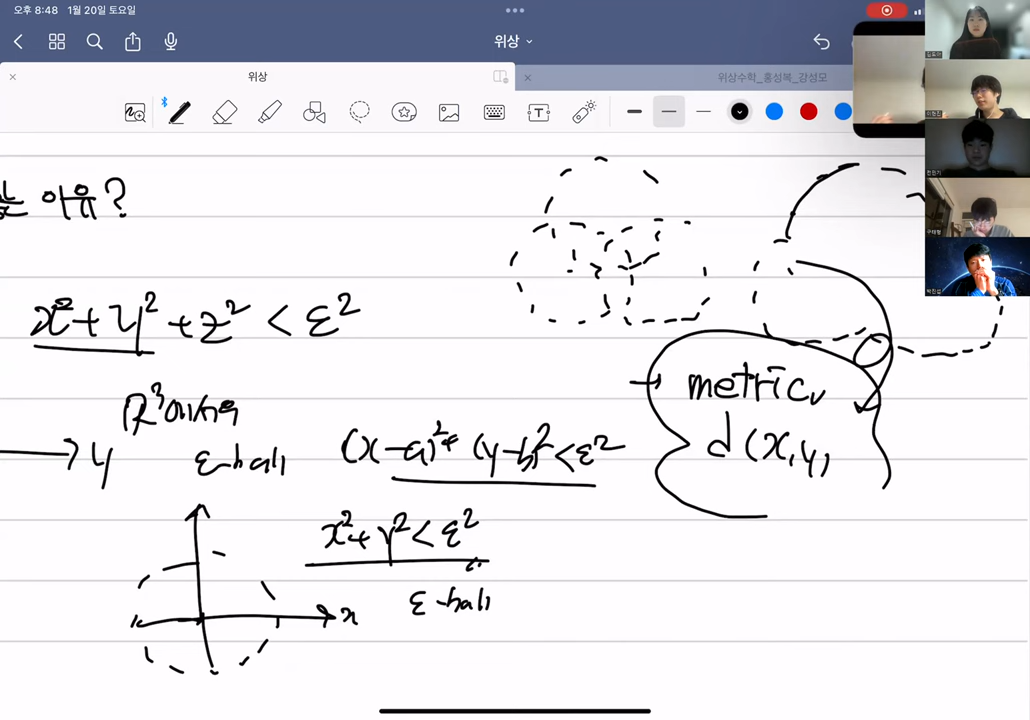 오후 8:48 1월 20일 토요일
위상
위상
위상수학_홍성복_강성모
는 이유?
x²+y²+z² < ε²
R³에서의
ε-ball
y
(x-a)²+(y-b)²<ε²
metric
d(x,y)
x²+y²<ε²
ε-ball
x